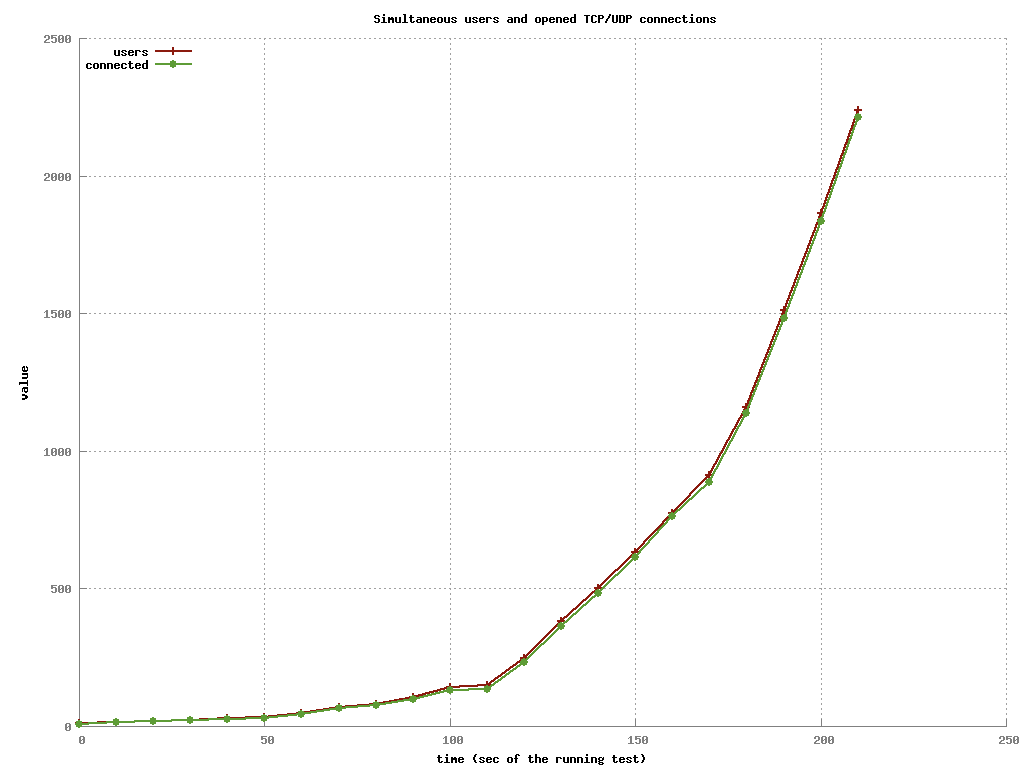 Simultaneous users and opened TCP/UDP connections
2500
users
connected
2000
1500
value
1000
500
0
0 50 100 150 200 250
time (sec of the running test)